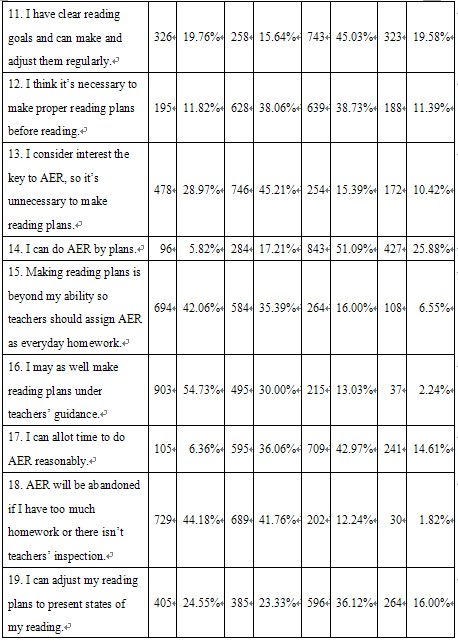 11. I have clear reading
goals and can make and
adjust them regularly.
326 19.76% 258 15.64% 743 45.03% 323 19.58%
12. I think it’s necessary to
make proper reading plans
before reading.
195 11.82% 628 38.06% 639 38.73% 188 11.39%
13. I consider interest the
key to AER, so it’s
unnecessary to make
reading plans.
478 28.97% 746 45.21% 254 15.39% 172 10.42%
14. I can do AER by plans. 96 5.82% 284 17.21% 843 51.09% 427 25.88%
15. Making reading plans is
beyond my ability so
teachers should assign AER
as everyday homework.
694 42.06% 584 35.39% 264 16.00% 108 6.55%
16. I may as well make
reading plans under
teachers’ guidance.
903 54.73% 495 30.00% 215 13.03% 37 2.24%
17. I can allot time to do
AER reasonably.
105 6.36% 595 36.06% 709 42.97% 241 14.61%
18. AER will be abandoned
if I have too much
homework or there isn’t
teachers’ inspection.
729 44.18% 689 41.76% 202 12.24% 30 1.82%
19. I can adjust my reading
plans to present states of
my reading.
405 24.55% 385 23.33% 596 36.12% 264 16.00%